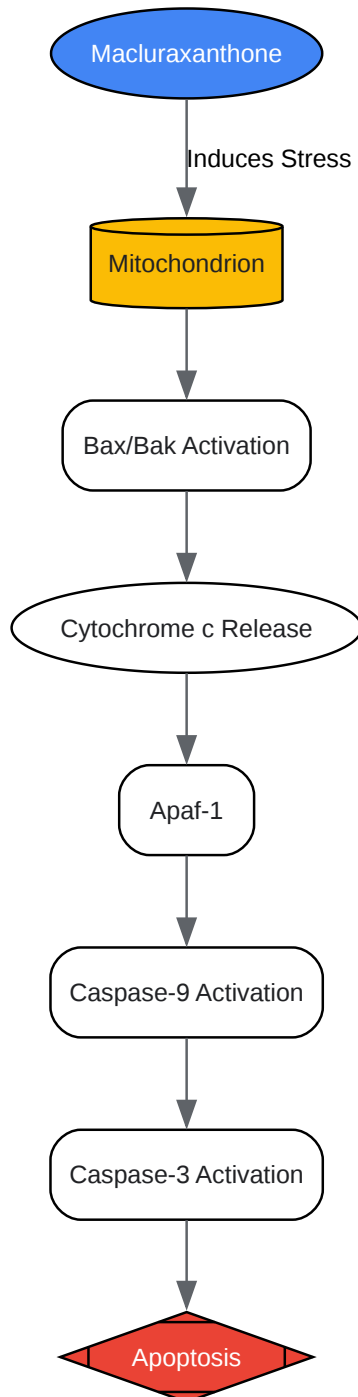 Macluraxanthone
Induces Stress
Mitochondrion
Bax/Bak Activation
Cytochrome c Release
Apaf-1
Caspase-9 Activation
Caspase-3 Activation
Apoptosis